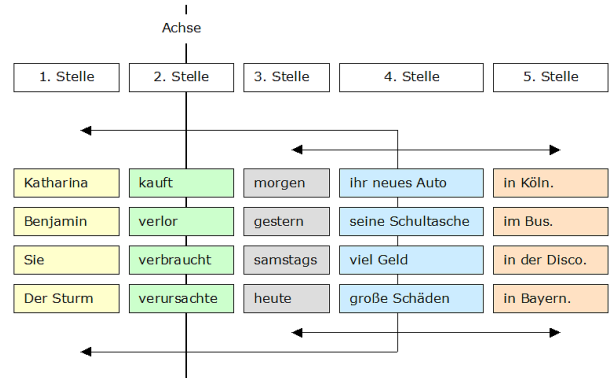 Achse
1. Stelle 2. Stelle 3. Stelle 4. Stelle 5. Stelle
Katharina kauft morgen ihr neues Auto in Köln.
Benjamin verlor gestern seine Schultasche im Bus.
Sie verbraucht samstags viel Geld in der Disco.
Der Sturm verursachte heute große Schäden in Bayern.